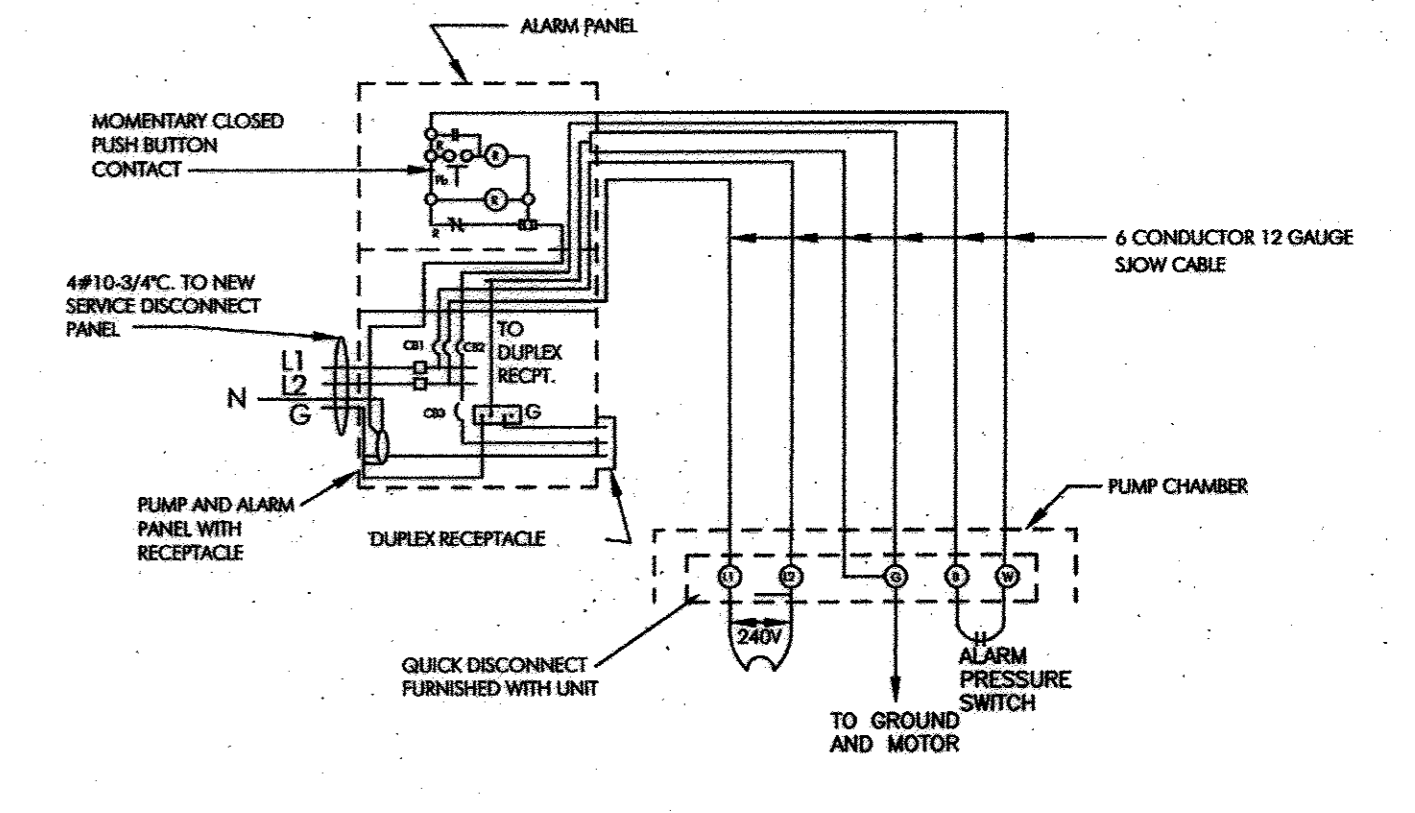 ALARM PANEL
MOMENTARY CLOSED
PUSH BUTTON
CONTACT
R
R
Pb
R
R
6 CONDUCTOR 12 GAUGE
SJOW CABLE
4#10-3/4"C. TO NEW
SERVICE DISCONNECT
PANEL
TO
DUPLEX
RECPT.
CB1
CB2
L1
L2
N
G
CB3
G
PUMP AND ALARM
PANEL WITH
RECEPTACLE
DUPLEX RECEPTACLE
PUMP CHAMBER
L1
L2
G
B
W
240V
QUICK DISCONNECT
FURNISHED WITH UNIT
ALARM
PRESSURE
SWITCH
TO GROUND
AND MOTOR